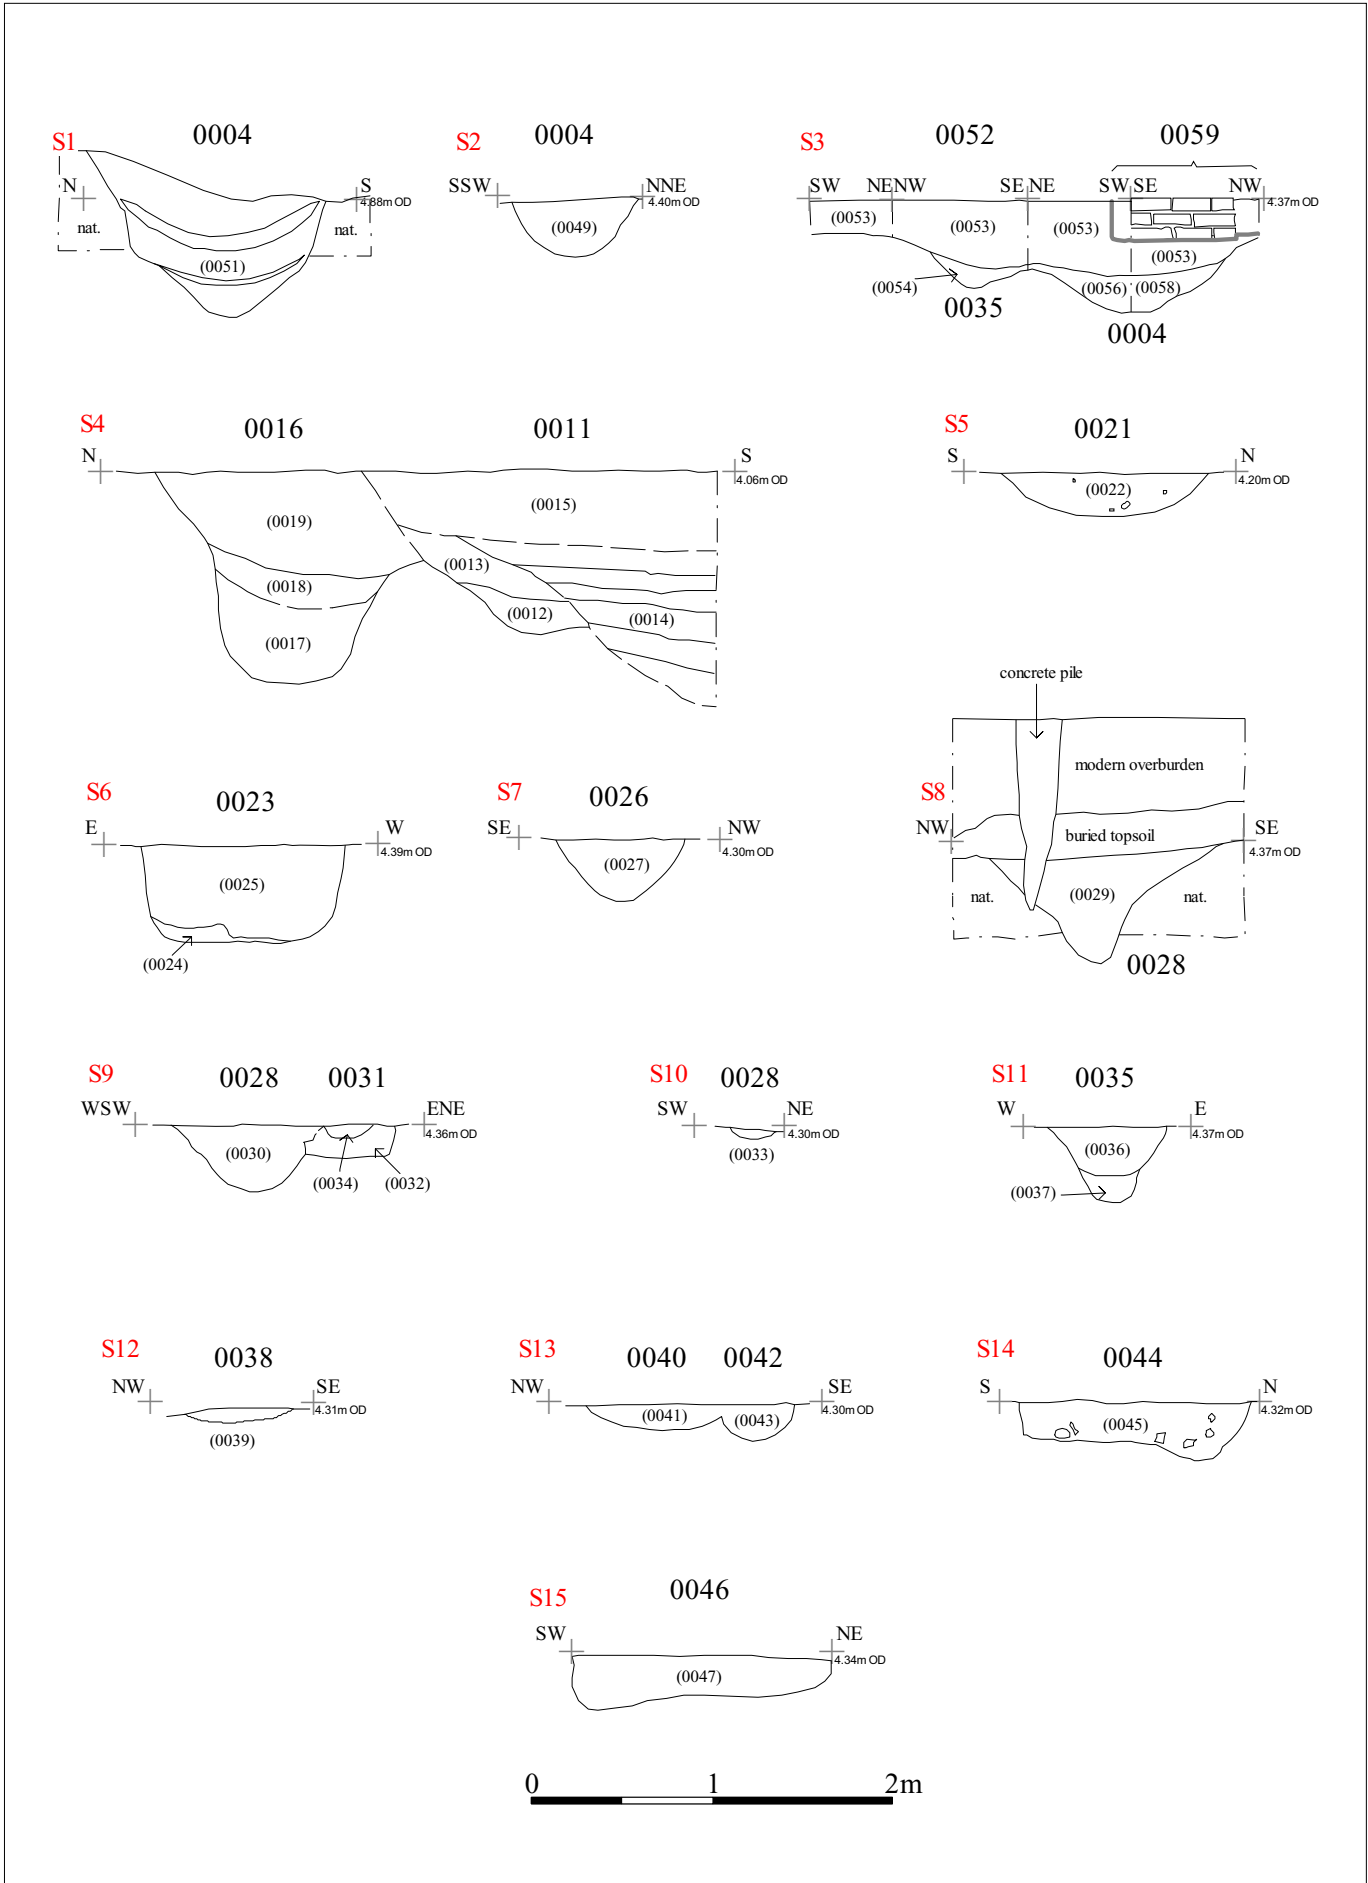 S1 0004
N S
4.88m OD
nat. nat.
(0051)
S2 0004
SSW NNE
4.40m OD
(0049)
S3 0052 0059
SW NE NW SE NE SW SE NW
4.37m OD
(0053) (0053) (0053)
(0053)
(0054) (0056) (0058)
0035
0004
S4 0016 0011
N S
4.06m OD
(0019) (0015)
(0013)
(0018)
(0012) (0014)
(0017)
S5 0021
S N
4.20m OD
(0022)
S6 0023
E W
4.39m OD
(0025)
(0024)
S7 0026
SE NW
4.30m OD
(0027)
concrete pile
modern overburden
S8
NW SE
buried topsoil
4.37m OD
nat. (0029) nat.
0028
S9 0028 0031
WSW ENE
4.36m OD
(0030)
(0034) (0032)
S10 0028
SW NE
4.30m OD
(0033)
S11 0035
W E
4.37m OD
(0036)
(0037)
S12 0038
NW SE
4.31m OD
(0039)
S13 0040 0042
NW SE
4.30m OD
(0041) (0043)
S14 0044
S N
4.32m OD
(0045)
S15 0046
SW NE
4.34m OD
(0047)
0 1 2m